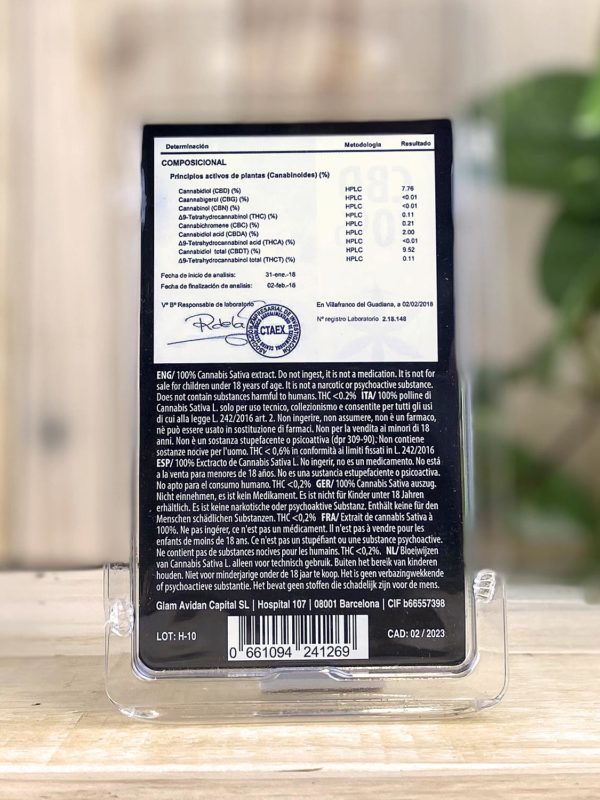 Determinación Metodología Resultado
COMPOSICIONAL
Principios activos de plantas (Canabinoides) (%)
Cannabidiol (CBD) (%) HPLC 7.76
Caannabigerol (CBG) (%) HPLC <0.01
Cannabinol (CBN) (%) HPLC <0.01
Δ9-Tetrahydrocannabinol (THC) (%) HPLC 0.11
Cannabichromene (CBC) (%) HPLC 0.21
Cannabidiol acid (CBDA) (%) HPLC 2.00
Δ9-Tetrahydrocannabinol acid (THCA) (%) HPLC <0.01
Cannabidiol total (CBDT) (%) HPLC 9.52
Δ9-Tetrahydrocannabinol total (THCT) (%) HPLC 0.11
Fecha de inicio de analisis: 31-ene.-18
Fecha de finalización de analisis: 02-feb.-18
Vº Bº Responsable de laboratorio En Villafranco del Guadiana, a 02/02/2018
Nº registro Laboratorio 2.18.148
CTAEX
ENG/ 100% Cannabis Sativa extract. Do not ingest, it is not a medication. It is not for
sale for children under 18 years of age. It is not a narcotic or psychoactive substance.
Does not contain substances harmful to humans. THC <0.2% ITA/ 100% polline di
Cannabis Sativa L. solo per uso tecnico, collezionismo e consentite per tutti gli usi
di cui alla legge L. 242/2016 art. 2. Non ingerire, non assumere, non è un farmaco,
nè può essere usato in sostituzione di farmaci. Non per la vendita ai minori di 18
anni. Non è un sostanza stupefacente o psicoattiva (dpr 309-90). Non contiene
sostanze nocive per l'uomo. THC < 0,6% in conformità ai limiti fissati in L. 242/2016
ESP/ 100% Exctracto de Cannabis Sativa L. No ingerir, no es un medicamento. No está
a la venta para menores de 18 años. No es una sustancia estupefaciente o psicoactiva.
No apto para el consumo humano. THC <0,2% GER/ 100% Cannabis Sativa auszug.
Nicht einnehmen, es ist kein Medikament. Es ist nicht für Kinder unter 18 Jahren
erhältlich. Es ist keine narkotische oder psychoaktive Substanz. Enthält keine für den
Menschen schädlichen Substanzen. THC <0,2% FRA/ Extrait de cannabis Sativa à
100%. Ne pas ingérer, ce n'est pas un médicament. Il n'est pas à vendre pour les
enfants de moins de 18 ans. Ce n'est pas un stupéfiant ou une substance psychoactive.
Ne contient pas de substances nocives pour les humains. THC <0,2%. NL/ Bloeiwijzen
van Cannabis Sativa L. alleen voor technisch gebruik. Buiten het bereik van kinderen
houden. Niet voor minderjarige onder de 18 jaar te koop. Het is geen verbazingwekkende
of psychoactieve substantie. Het bevat geen stoffen die schadelijk zijn voor de mens.
Glam Avidan Capital SL | Hospital 107 | 08001 Barcelona | CIF b66557398
LOT: H-10 CAD: 02 / 2023
0 661094 241269